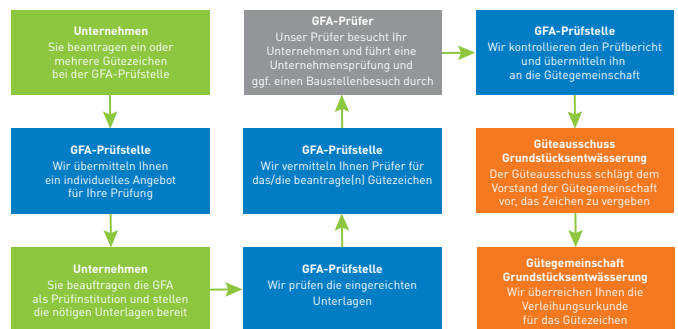 Unternehmen
Sie beantragen ein oder
mehrere Gütezeichen
bei der GFA-Prüfstelle
GFA-Prüfstelle
Wir übermitteln Ihnen
ein individuelles Angebot
für Ihre Prüfung
Unternehmen
Sie beauftragen die GFA
als Prüfinstitution und stellen
die nötigen Unterlagen bereit
GFA-Prüfstelle
Wir prüfen die eingereichten
Unterlagen
GFA-Prüfstelle
Wir vermitteln Ihnen Prüfer für
das/die beantragte(n) Gütezeichen
GFA-Prüfer
Unser Prüfer besucht Ihr
Unternehmen und führt eine
Unternehmensprüfung und
ggf. einen Baustellenbesuch durch
GFA-Prüfstelle
Wir kontrollieren den Prüfbericht
und übermitteln ihn
an die Gütegemeinschaft
Güteausschuss
Grundstücksentwässerung
Der Güteausschuss schlägt dem
Vorstand der Gütegemeinschaft
vor, das Zeichen zu vergeben
Gütegemeinschaft
Grundstücksentwässerung
Wir überreichen Ihnen die
Verleihungsurkunde
für das Gütezeichen